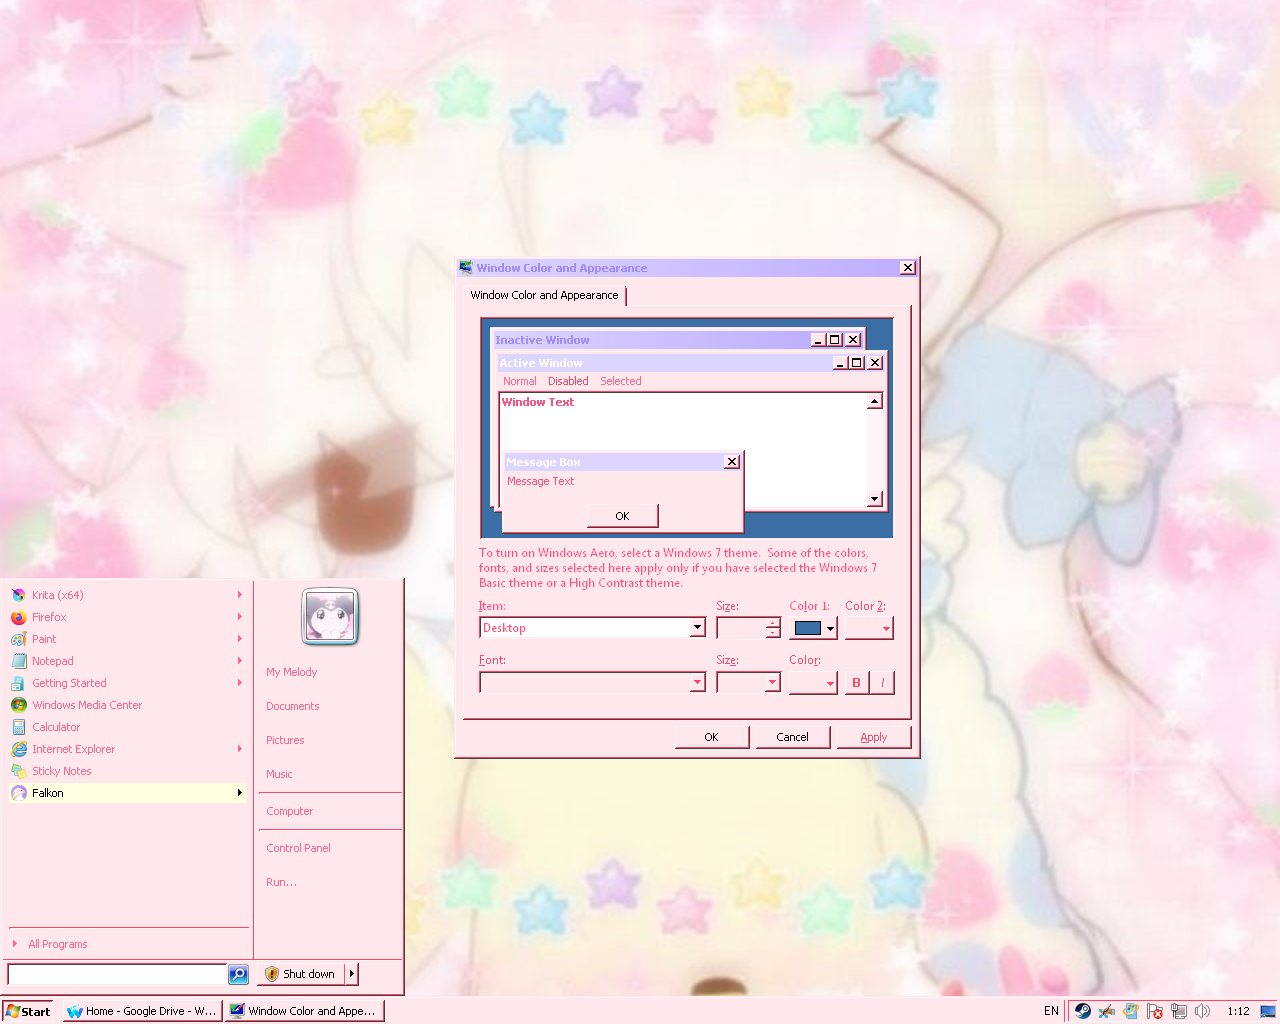 Window Color and Appearance
Window Color and Appearance
Inactive Window
Active Window
Normal Disabled Selected
Window Text
Message Box
Message Text
OK
To turn on Windows Aero, select a Windows 7 theme.  Some of the colors,
fonts, and sizes selected here apply only if you have selected the Windows 7
Basic theme or a High Contrast theme.
Item: Size: Color 1: Color 2:
Desktop
Font: Size: Color:
B I
OK Cancel Apply
Krita (x64)
Firefox
Paint
Notepad
Getting Started
Windows Media Center
Calculator
Internet Explorer
Sticky Notes
Falkon
All Programs
My Melody
Documents
Pictures
Music
Computer
Control Panel
Run...
Shut down
Start Home - Google Drive - W... Window Color and Appe... EN 1:12